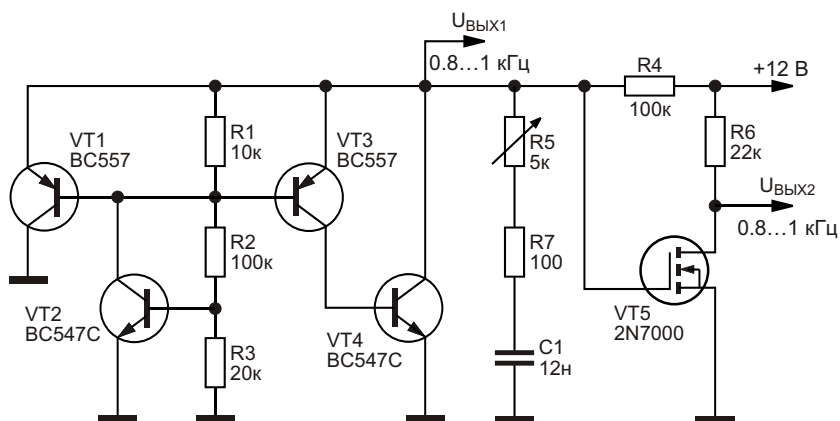 UВЫХ1
0.8...1 кГц
R4
100к
+12 В
VT1
BC557
R1
10к
VT3
BC557
R5
5к
R6
22к
UВЫХ2
0.8...1 кГц
R2
100к
R7
100
VT2
BC547C
VT4
BC547C
VT5
2N7000
R3
20к
C1
12н